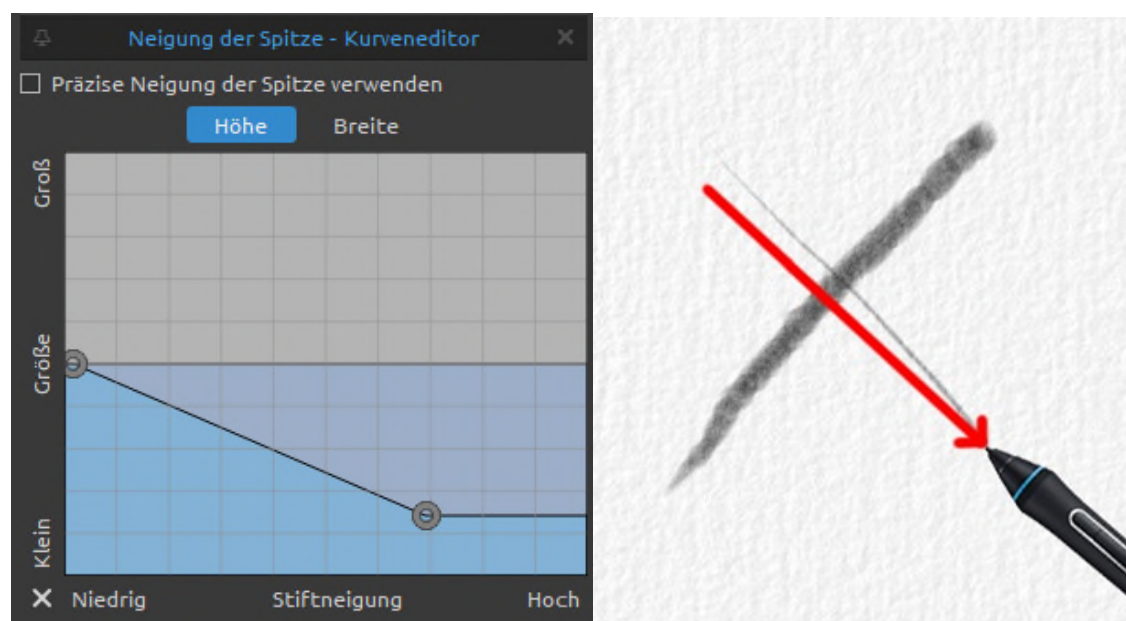 Neigung der Spitze - Kurveneditor
Präzise Neigung der Spitze verwenden
Höhe Breite
Groß
Größe
Klein
Niedrig Stiftneigung Hoch